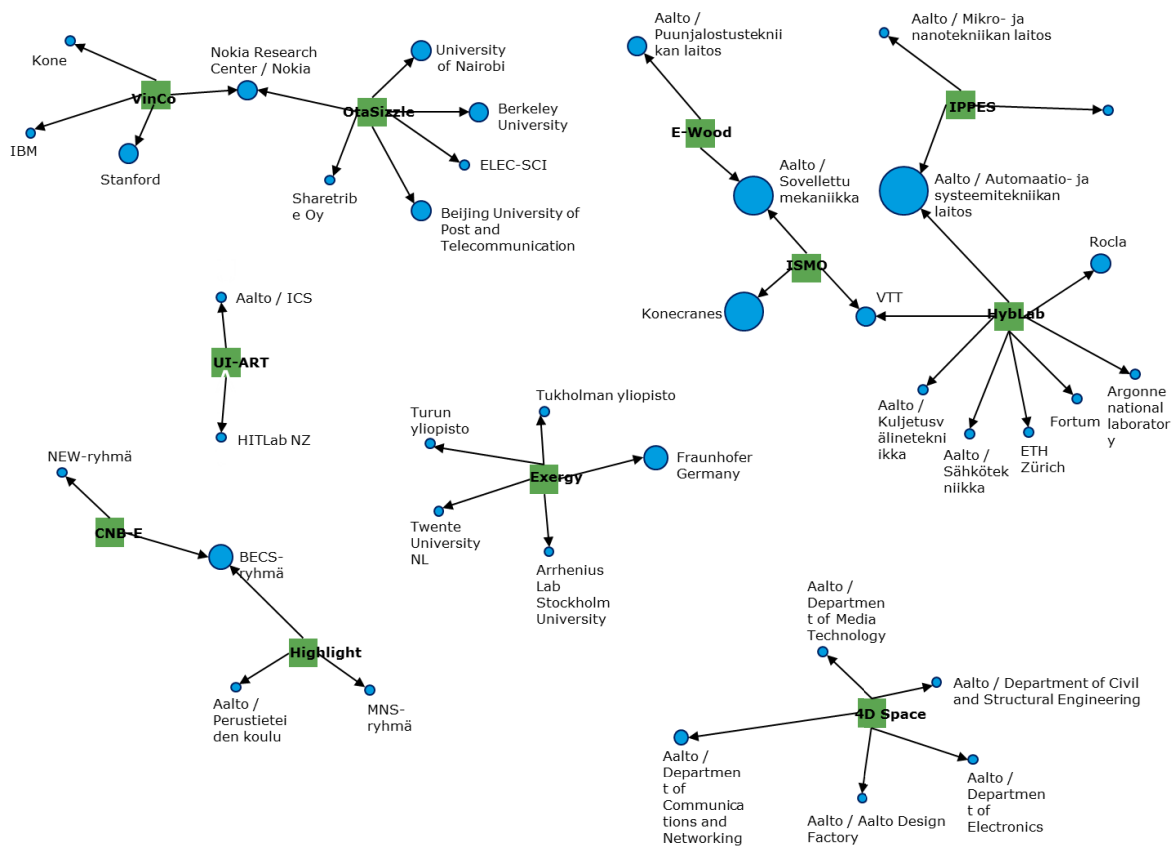 Kone
Nokia Research
Center / Nokia
University
of Nairobi
VinCo
OtaSizzle
Berkeley
University
IBM
Stanford
ELEC-SCI
Sharetrib
e Oy
Beijing University of
Post and
Telecommunication
Aalto /
Puunjalostustekni
ikan laitos
Aalto / Mikro- ja
nanotekniikan laitos
IPPES
E-Wood
Aalto /
Sovellettu
mekaniikka
Aalto / Automaatio- ja
systeemitekniikan
laitos
Rocla
ISMO
Konecranes
VTT
HybLab
Aalto /
Kuljetusv
älinetekn
iikka
Aalto /
Sähkötek
niikka
ETH
Zürich
Fortum
Argonne
national
laborator
y
Aalto / ICS
UI-ART
HITLab NZ
NEW-ryhmä
CNB-E
BECS-
ryhmä
Highlight
Aalto /
Perustietei
den koulu
MNS-
ryhmä
Turun
yliopisto
Tukholman yliopisto
Exergy
Fraunhofer
Germany
Twente
University
NL
Arrhenius
Lab
Stockholm
University
Aalto /
Departmen
t of Media
Technology
Aalto / Department of Civil
and Structural Engineering
4D Space
Aalto /
Departmen
t of
Communica
tions and
Networking
Aalto / Aalto Design
Factory
Aalto /
Department
t of
Electronics